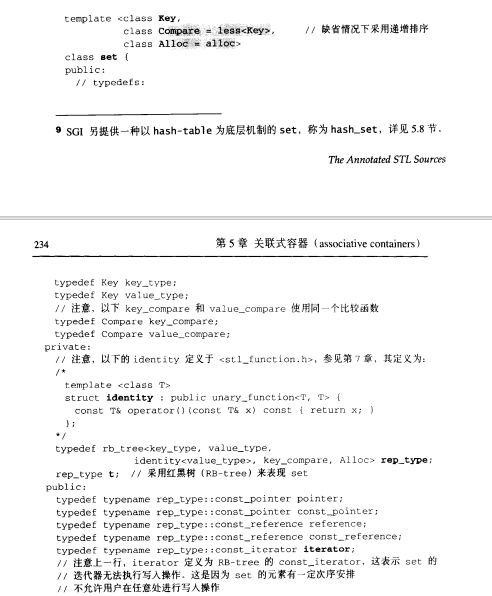 template <class Key,
class Compare = less<Key>, // 缺省情况下采用递增排序
class Alloc = alloc>
class set {
public:
// typedefs:
9 SGI 另提供一种以 hash-table 为底层机制的 set，称为 hash_set，详见 5.8 节．
The Annotated STL Sources
234 第 5 章 关联式容器（associative containers）
typedef Key key_type;
typedef Key value_type;
// 注意，以下 key_compare 和 value_compare 使用同一个比较函数
typedef Compare key_compare;
typedef Compare value_compare;
private:
// 注意，以下的 identity 定义于 <stl_function.h>，参见第 7 章，其定义为：
/*
template <class T>
struct identity : public unary_function<T, T> {
const T& operator()(const T& x) const { return x; }
};
*/
typedef rb_tree<key_type, value_type,
identity<value_type>, key_compare, Alloc> rep_type;
rep_type t; // 采用红黑树（RB-tree）来表现 set
public:
typedef typename rep_type::const_pointer pointer;
typedef typename rep_type::const_pointer const_pointer;
typedef typename rep_type::const_reference reference;
typedef typename rep_type::const_reference const_reference;
typedef typename rep_type::const_iterator iterator;
// 注意上一行，iterator 定义为 RB-tree 的 const_iterator，这表示 set 的
// 迭代器无法执行写入操作。这是因为 set 的元素有一定次序安排
// 不允许用户在任意处进行写入操作